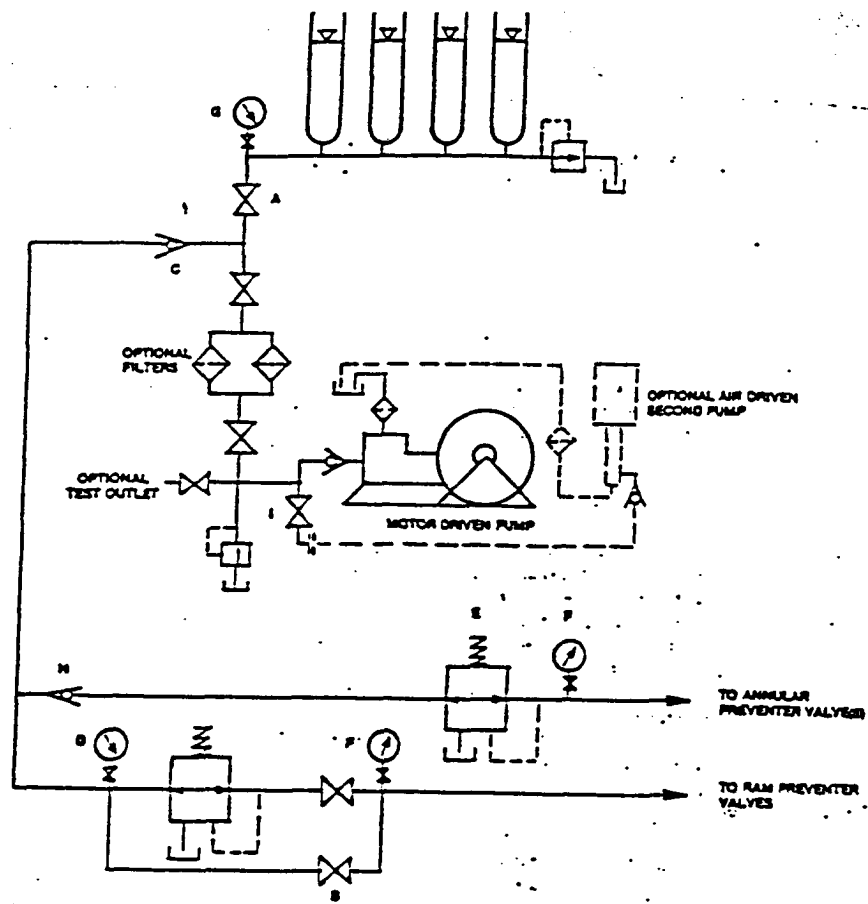 G
A
C
OPTIONAL
FILTERS
OPTIONAL AIR DRIVEN
SECOND PUMP
OPTIONAL
TEST OUTLET
MOTOR DRIVEN PUMP
E
F
H
TO ANNULAR
PREVENTER VALVE(S)
F
TO RAM PREVENTER
VALVES
B